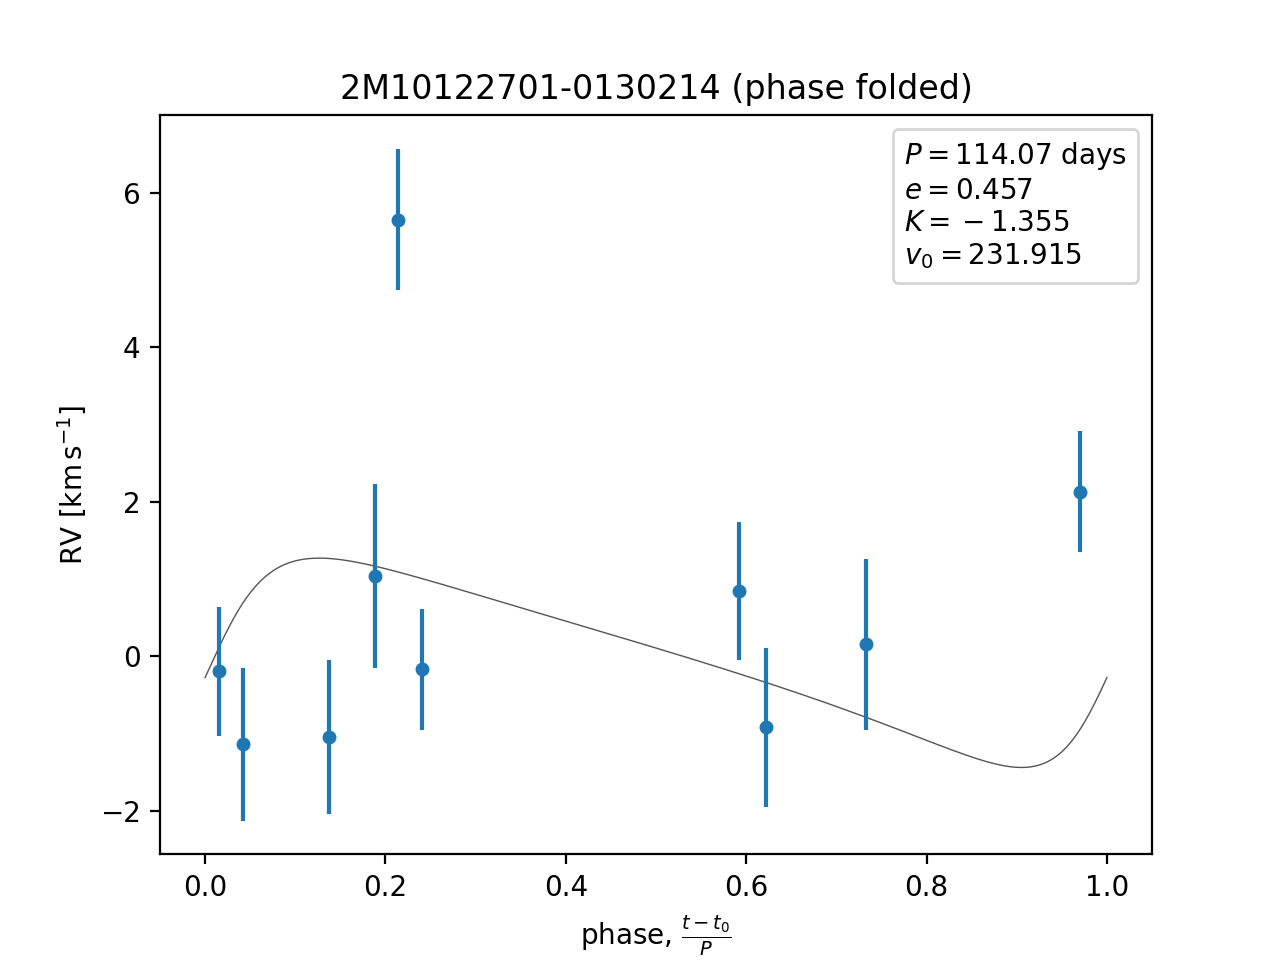 2M10122701-0130214 (phase folded)
P = 114.07 days
e = 0.457
K = −1.355
v₀ = 231.915
6
4
2
0
−2
RV [km s⁻¹]
0.0 0.2 0.4 0.6 0.8 1.0
phase, (t − t₀)/P